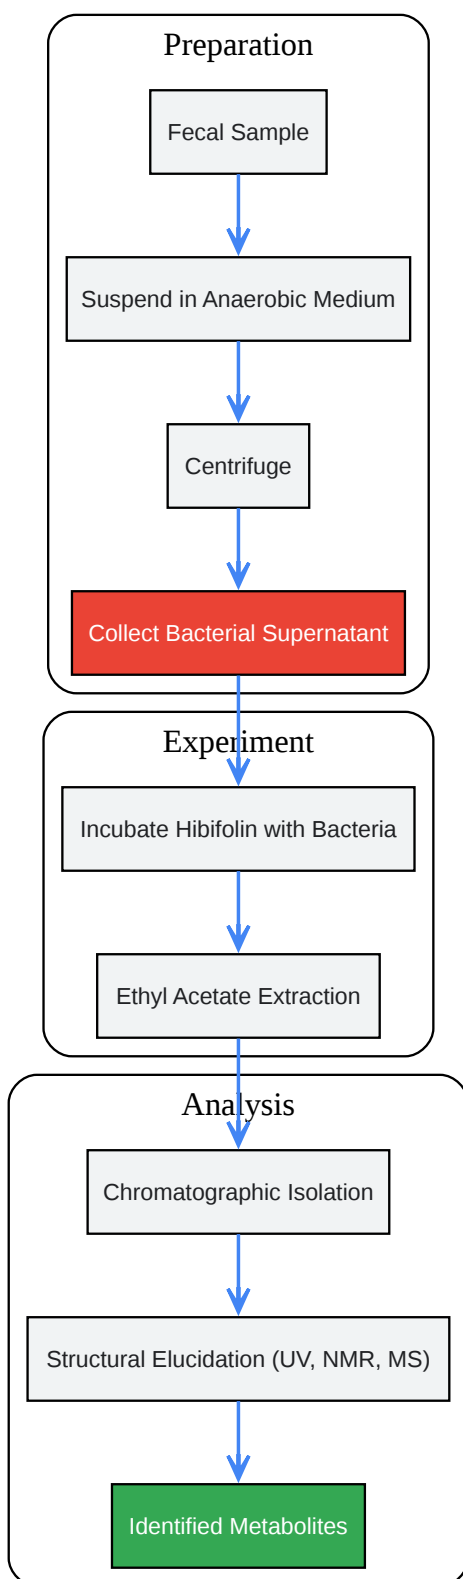 Preparation
Fecal Sample
Suspend in Anaerobic Medium
Centrifuge
Collect Bacterial Supernatant
Experiment
Incubate Hibifolin with Bacteria
Ethyl Acetate Extraction
Analysis
Chromatographic Isolation
Structural Elucidation (UV, NMR, MS)
Identified Metabolites